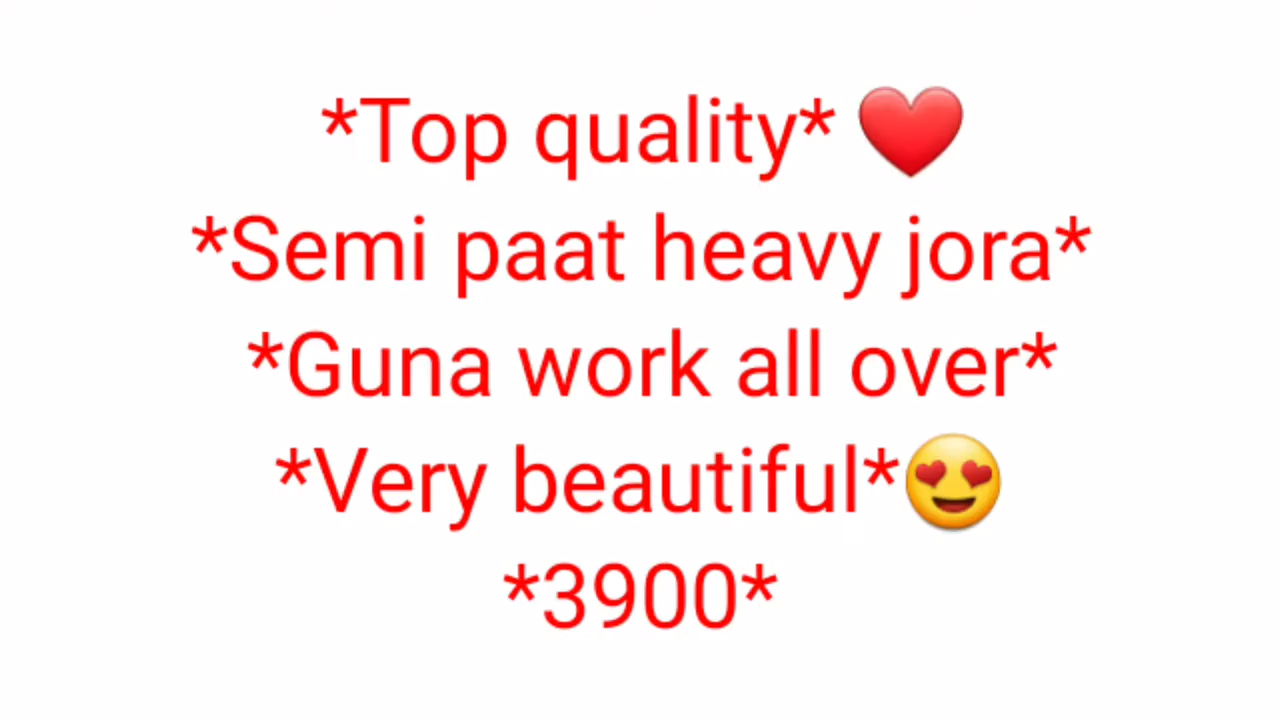 *Top quality* ❤️
*Semi paat heavy jora*
*Guna work all over*
*Very beautiful*😍
*3900*